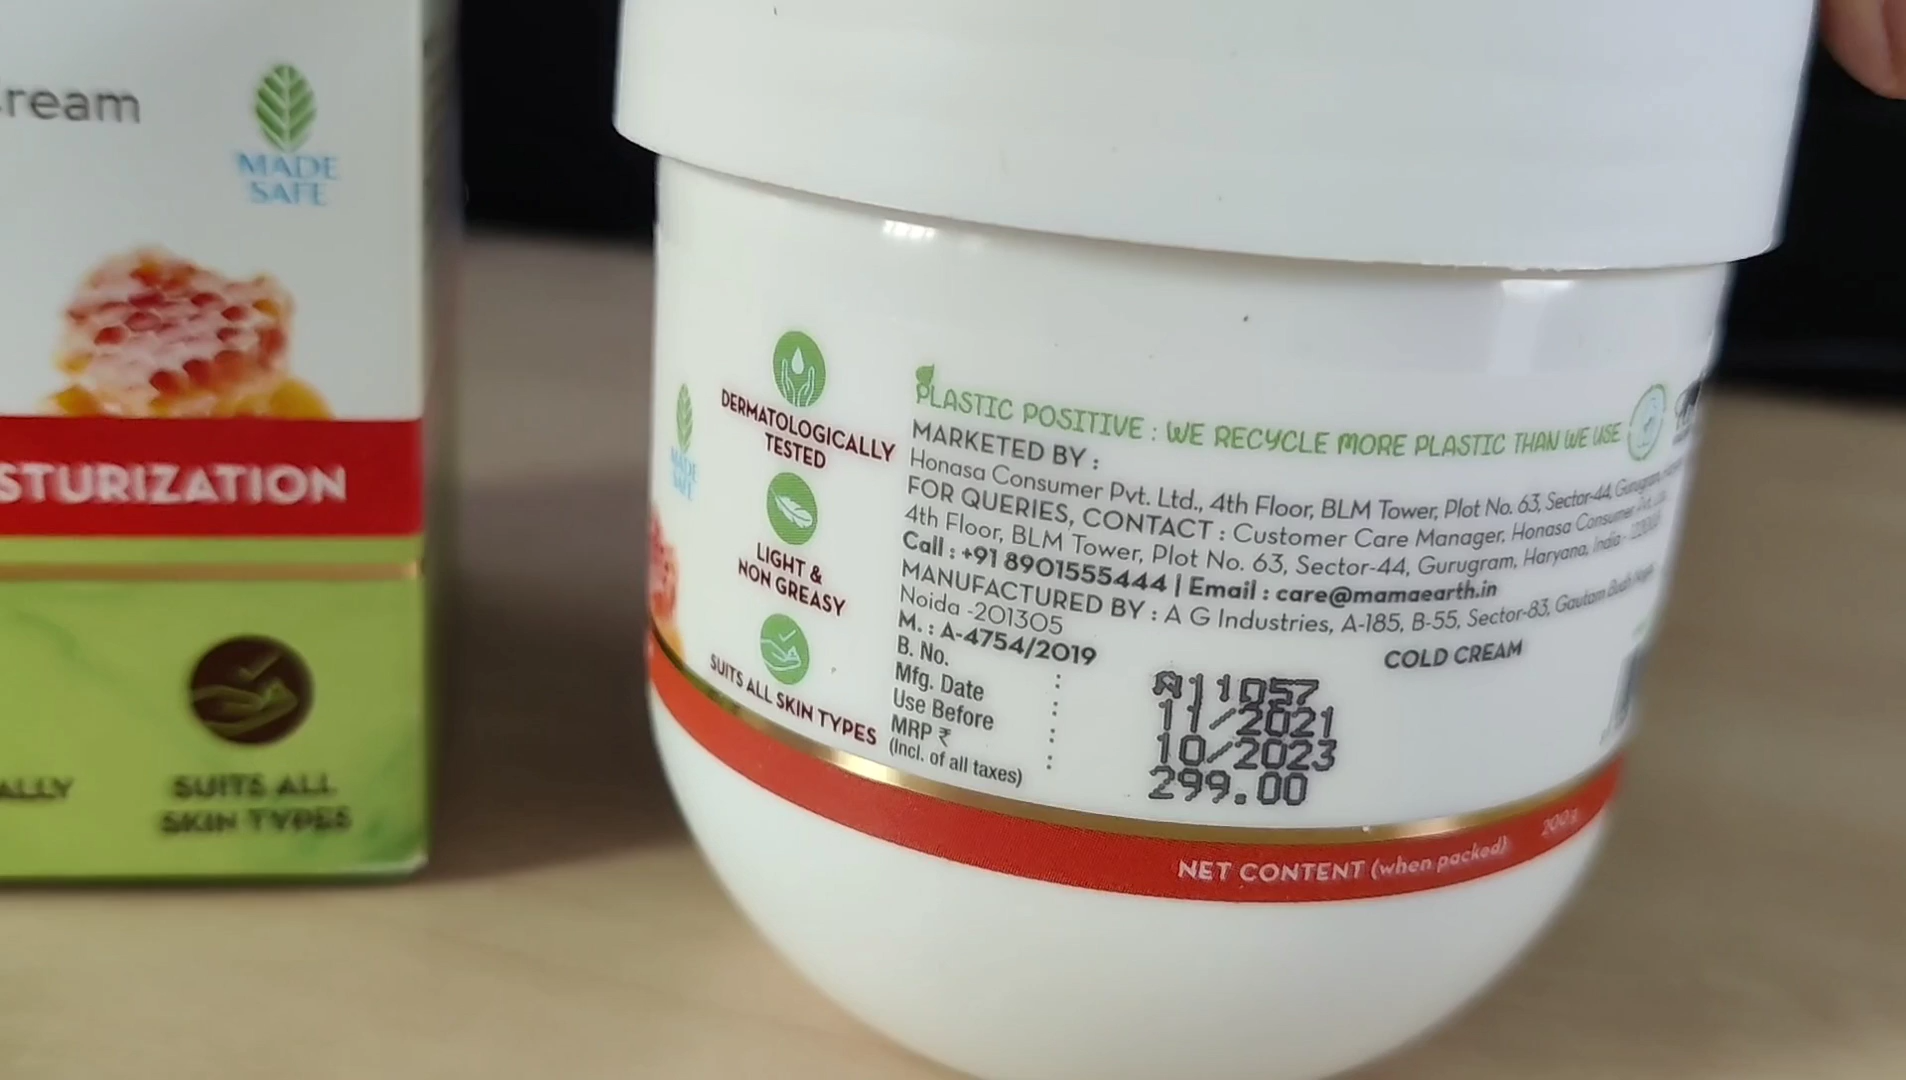 ream
MADE
SAFE
STURIZATION
ALLY
SUITS ALL
SKIN TYPES
MADE
SAFE
DERMATOLOGICALLY
TESTED
LIGHT &
NON GREASY
SUITS ALL SKIN TYPES
PLASTIC POSITIVE : WE RECYCLE MORE PLASTIC THAN WE USE
MARKETED BY :
Honasa Consumer Pvt. Ltd., 4th Floor, BLM Tower, Plot No. 63, Sector-44, Gurugram,
FOR QUERIES, CONTACT : Customer Care Manager, Honasa Consumer Pvt.
4th Floor, BLM Tower, Plot No. 63, Sector-44, Gurugram, Haryana, India -
Call : +91 8901555444 | Email : care@mamaearth.in
MANUFACTURED BY : A G Industries, A-185, B-55, Sector-83, Gautam
Noida -201305
M. : A-4754/2019
COLD CREAM
B. No. : A11057
Mfg. Date : 11/2021
Use Before : 10/2023
MRP ₹ : 299.00
(Incl. of all taxes)
NET CONTENT (when packed) 200g